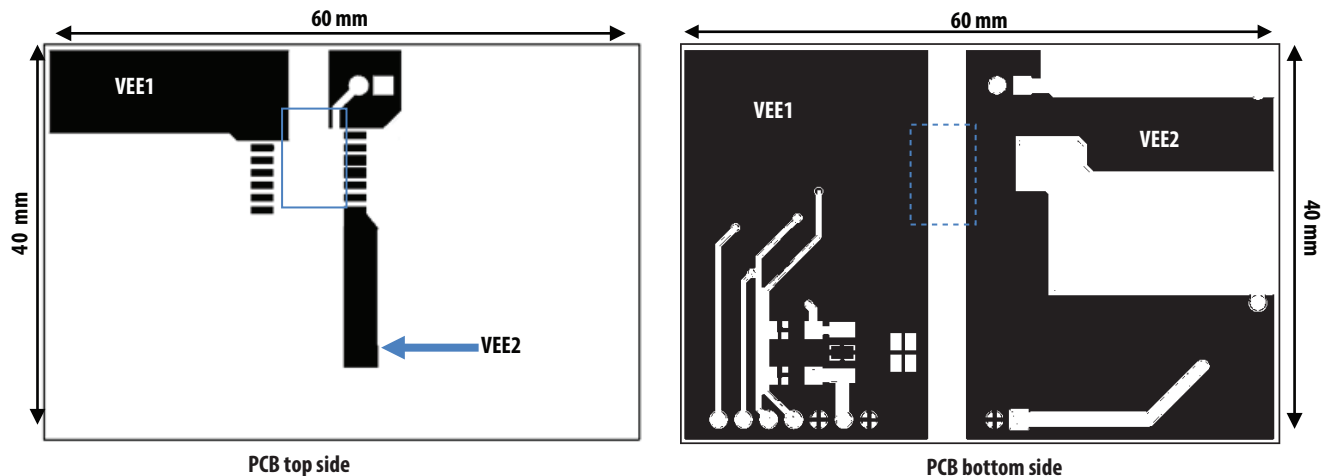 60 mm
VEE1
40 mm
VEE2
PCB top side
60 mm
VEE1
VEE2
40 mm
PCB bottom side